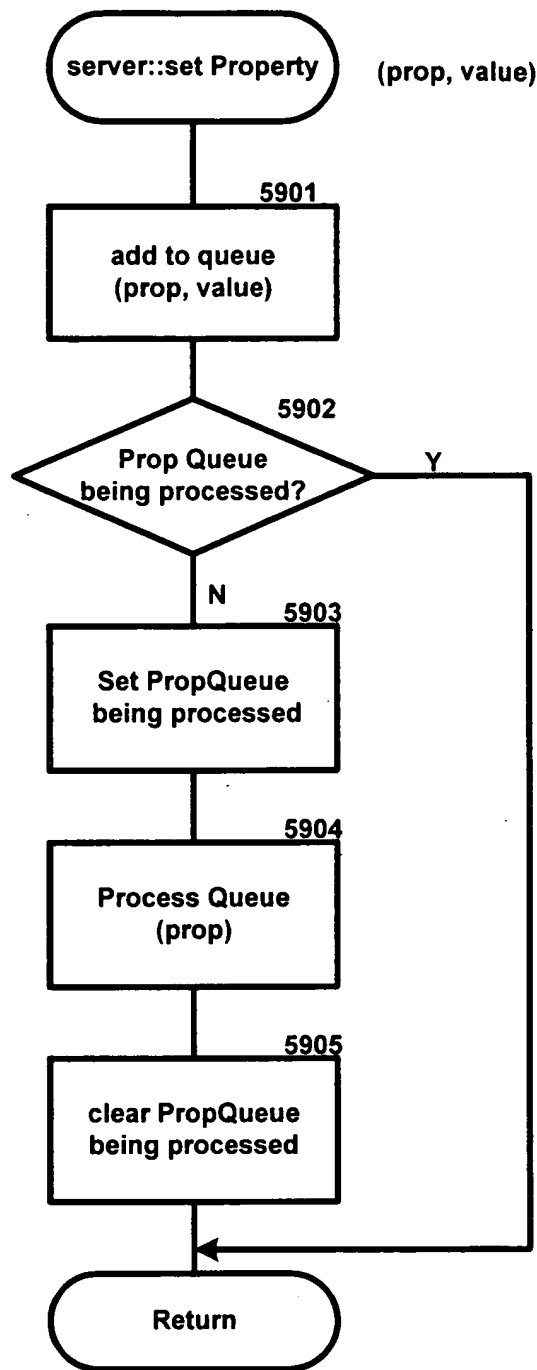 server::set Property
(prop, value)
5901
add to queue
(prop, value)
5902
Prop Queue
being processed?
Y
N
5903
Set PropQueue
being processed
5904
Process Queue
(prop)
5905
clear PropQueue
being processed
Return